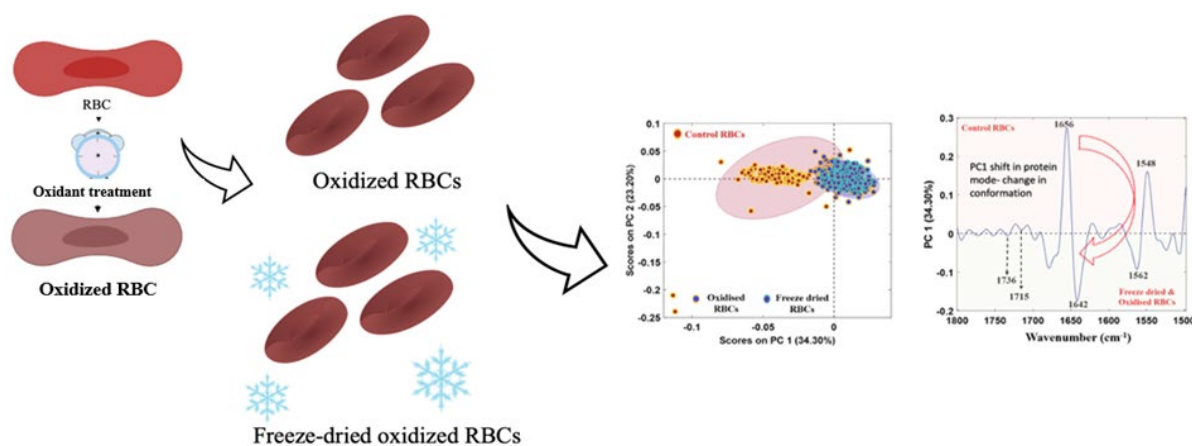 RBC
Oxidant treatment
Oxidized RBC
Oxidized RBCs
Freeze-dried oxidized RBCs
Scores on PC 2 (23.20%)
0.1
0.05
0
-0.05
-0.1
-0.15
-0.2
-0.25
Control RBCs
Oxidised
RBCs
Freeze dried
RBCs
-0.1
-0.05
0
Scores on PC 1 (34.30%)
PC 1 (34.30%)
0.3
0.2
0.1
0
-0.1
-0.2
Control RBCs
1656
1548
PC1 shift in protein
mode- change in
conformation
1736
1715
1642
1562
Freeze dried &
Oxidised RBCs
1800
1750
1700
1650
1600
1550
1500
Wavenumber (cm-1)